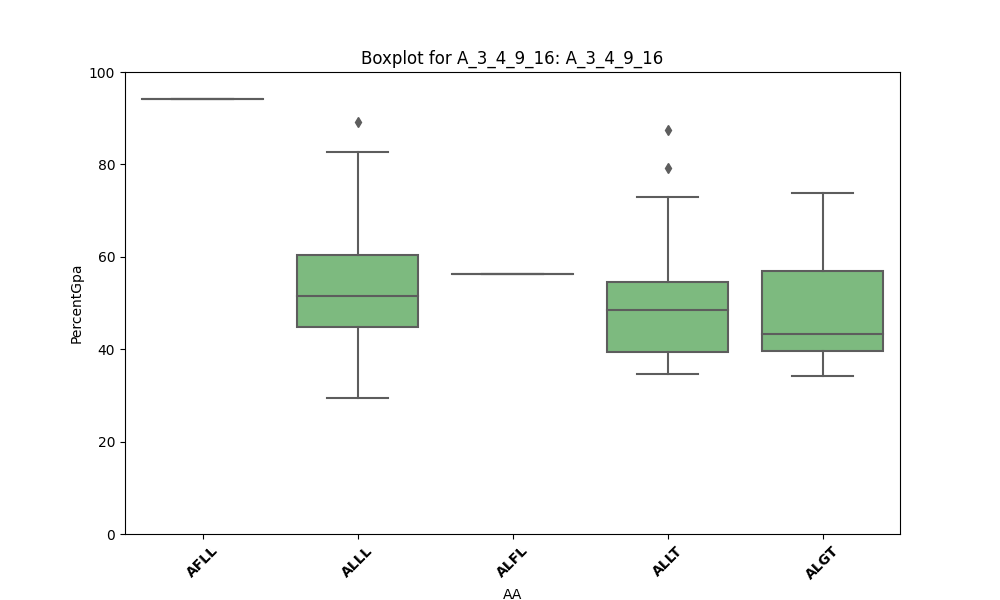 Boxplot for A_3_4_9_16: A_3_4_9_16
100
80
60
40
20
0
PercentGpa
AFLL
ALLL
ALFL
ALLT
ALGT
AA